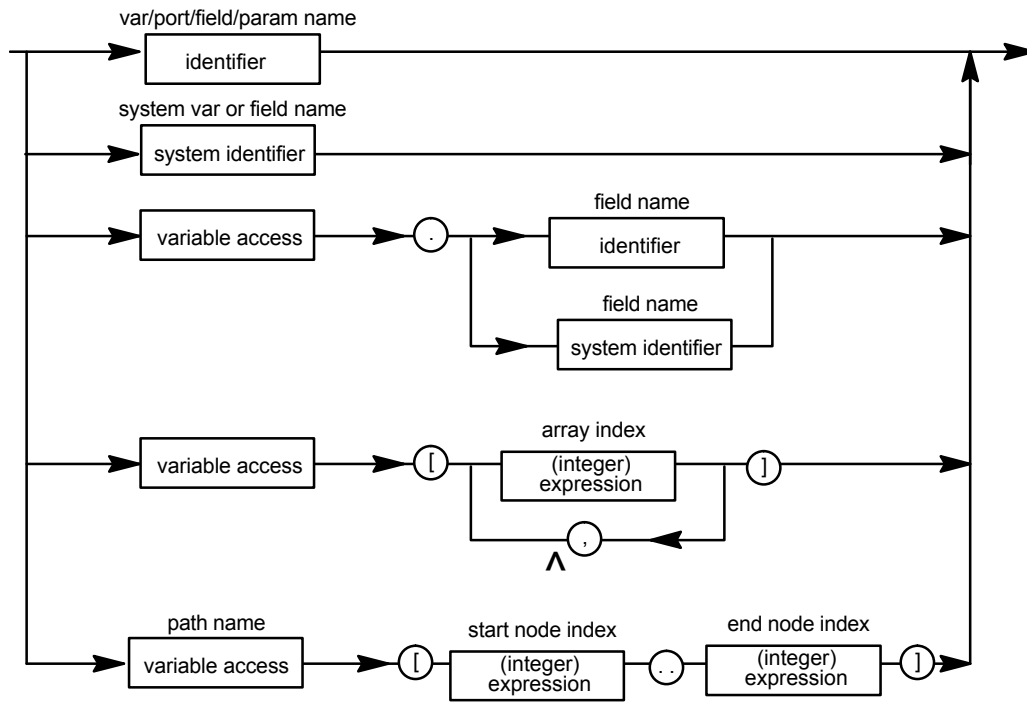 var/port/field/param name
identifier
system var or field name
system identifier
field name
variable access . identifier
field name
system identifier
array index
variable access [ (integer) expression ]
,
^
path name start node index end node index
variable access [ (integer) expression .. (integer) expression ]